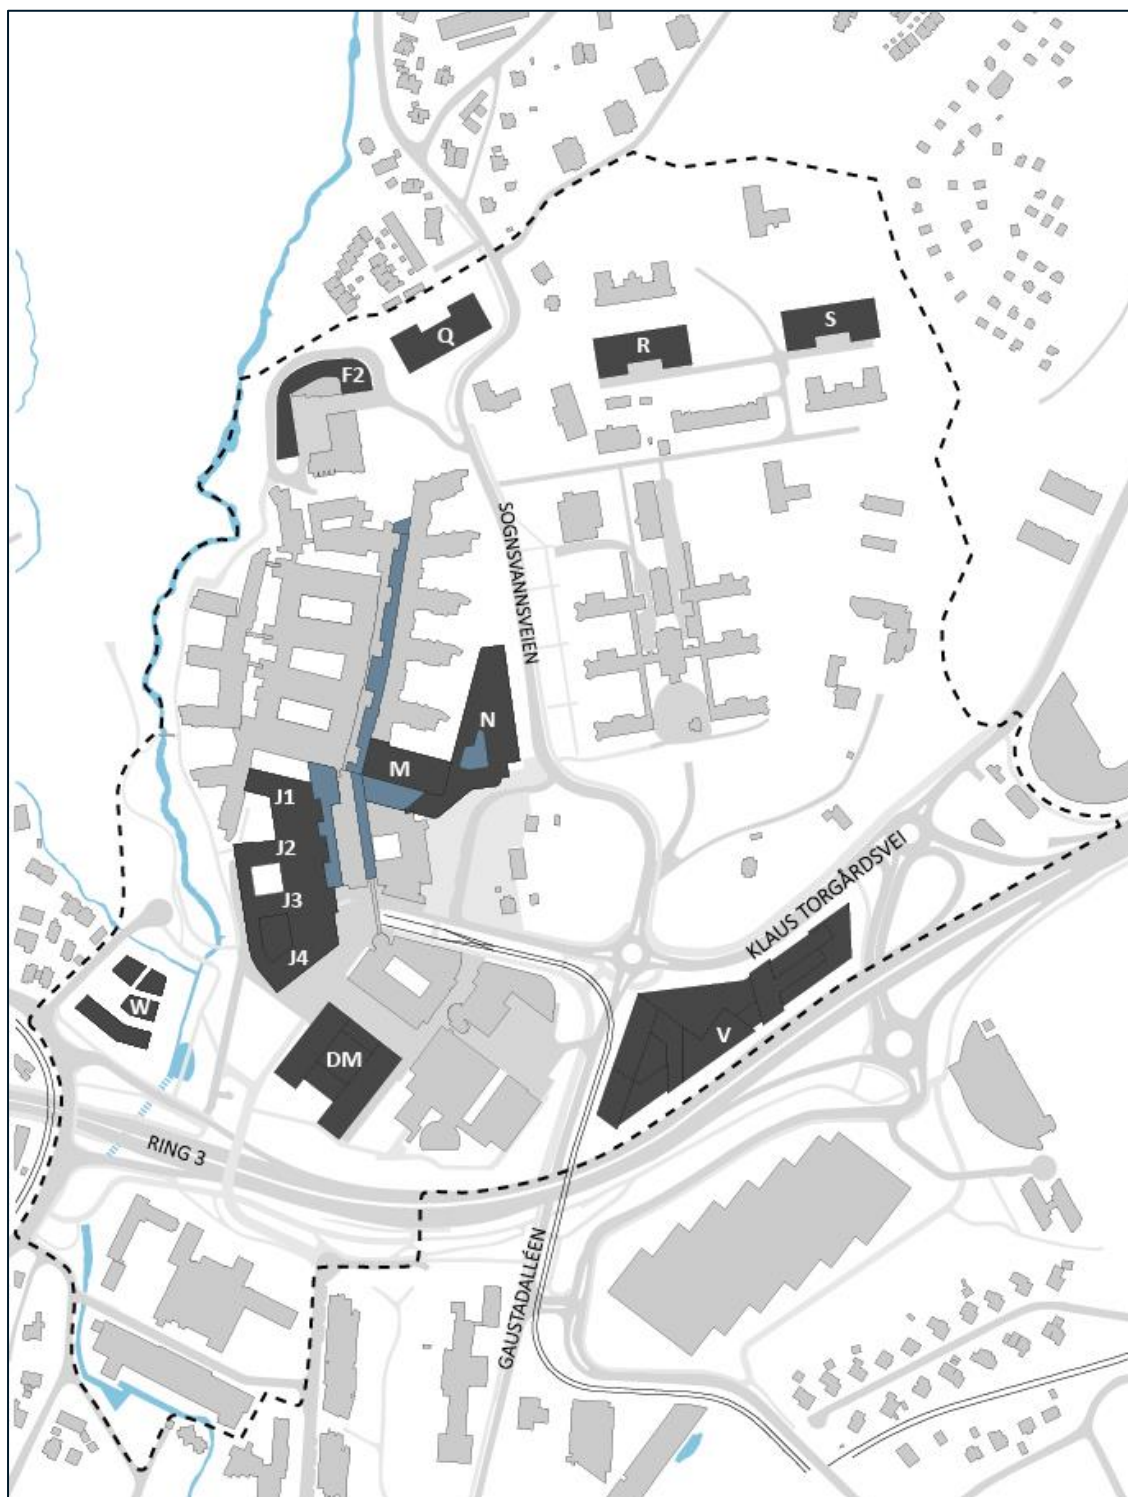 S
Q
R
F2
SOGNSVANNSVEIEN
N
M
J1
J2
J3
J4
KLAUS TORGÅRDSVEI
W
V
DM
RING 3
GAUSTADALLÉEN